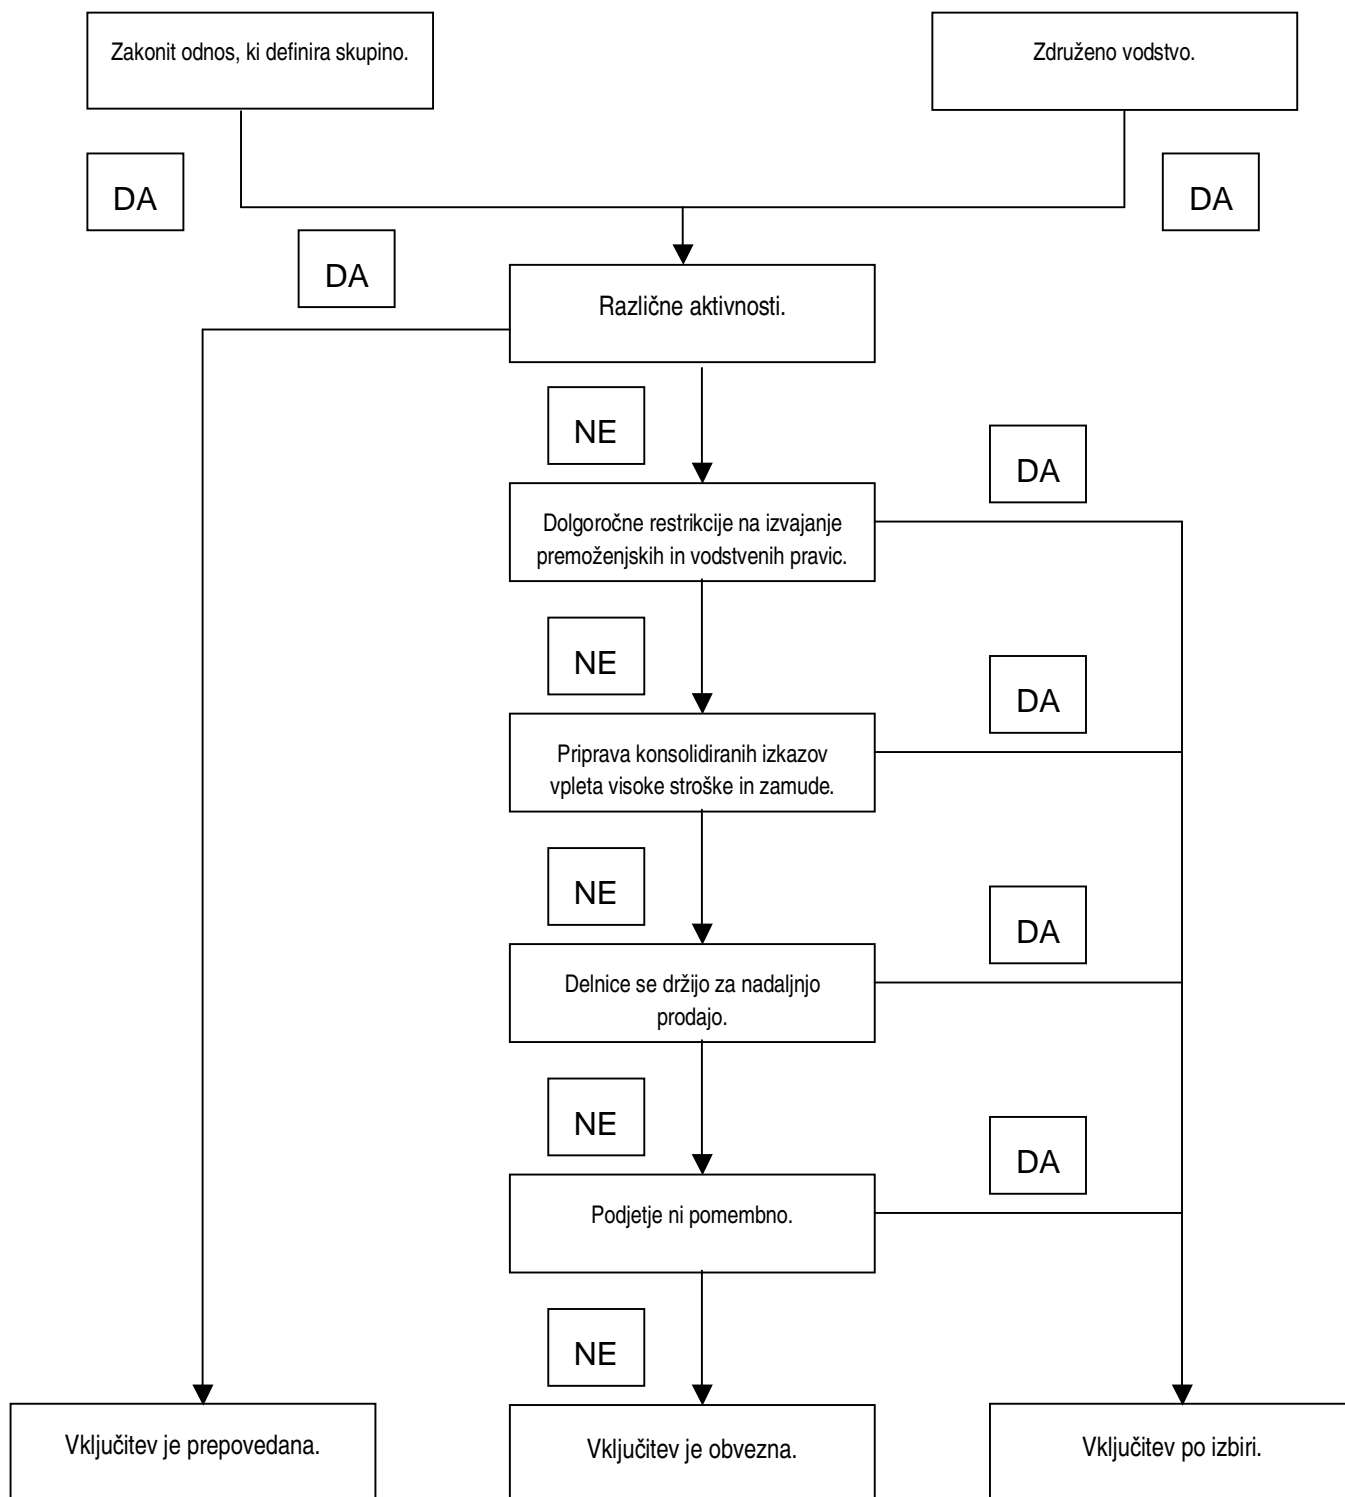 Zakonit odnos, ki definira skupino.
Združeno vodstvo.
DA
DA
DA
Različne aktivnosti.
NE
DA
Dolgoročne restrikcije na izvajanje
premoženjskih in vodstvenih pravic.
NE
DA
Priprava konsolidiranih izkazov
vpleta visoke stroške in zamude.
NE
DA
Delnice se držijo za nadaljnjo
prodajo.
NE
DA
Podjetje ni pomembno.
NE
Vključitev je prepovedana.
Vključitev je obvezna.
Vključitev po izbiri.